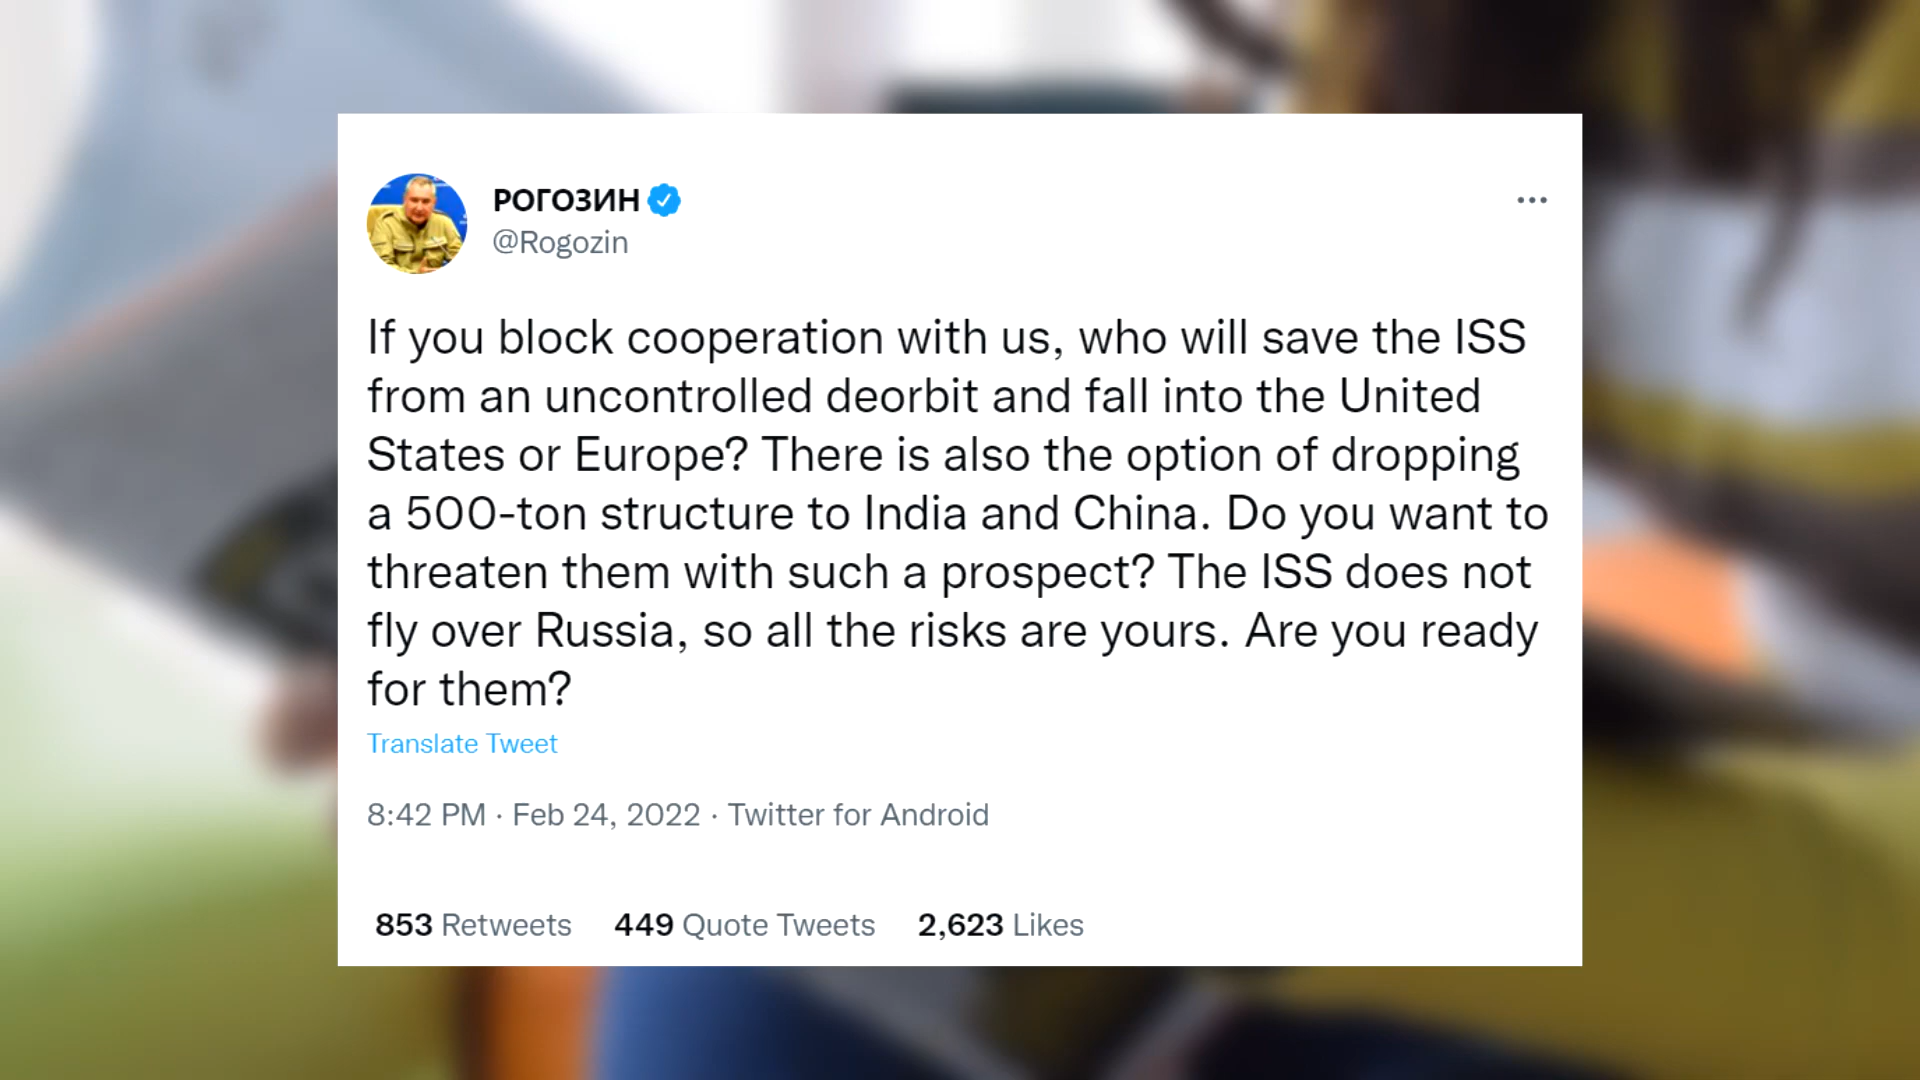 РОГОЗИН
@Rogozin
If you block cooperation with us, who will save the ISS
from an uncontrolled deorbit and fall into the United
States or Europe? There is also the option of dropping
a 500-ton structure to India and China. Do you want to
threaten them with such a prospect? The ISS does not
fly over Russia, so all the risks are yours. Are you ready
for them?
Translate Tweet
8:42 PM · Feb 24, 2022 · Twitter for Android
853 Retweets 449 Quote Tweets 2,623 Likes